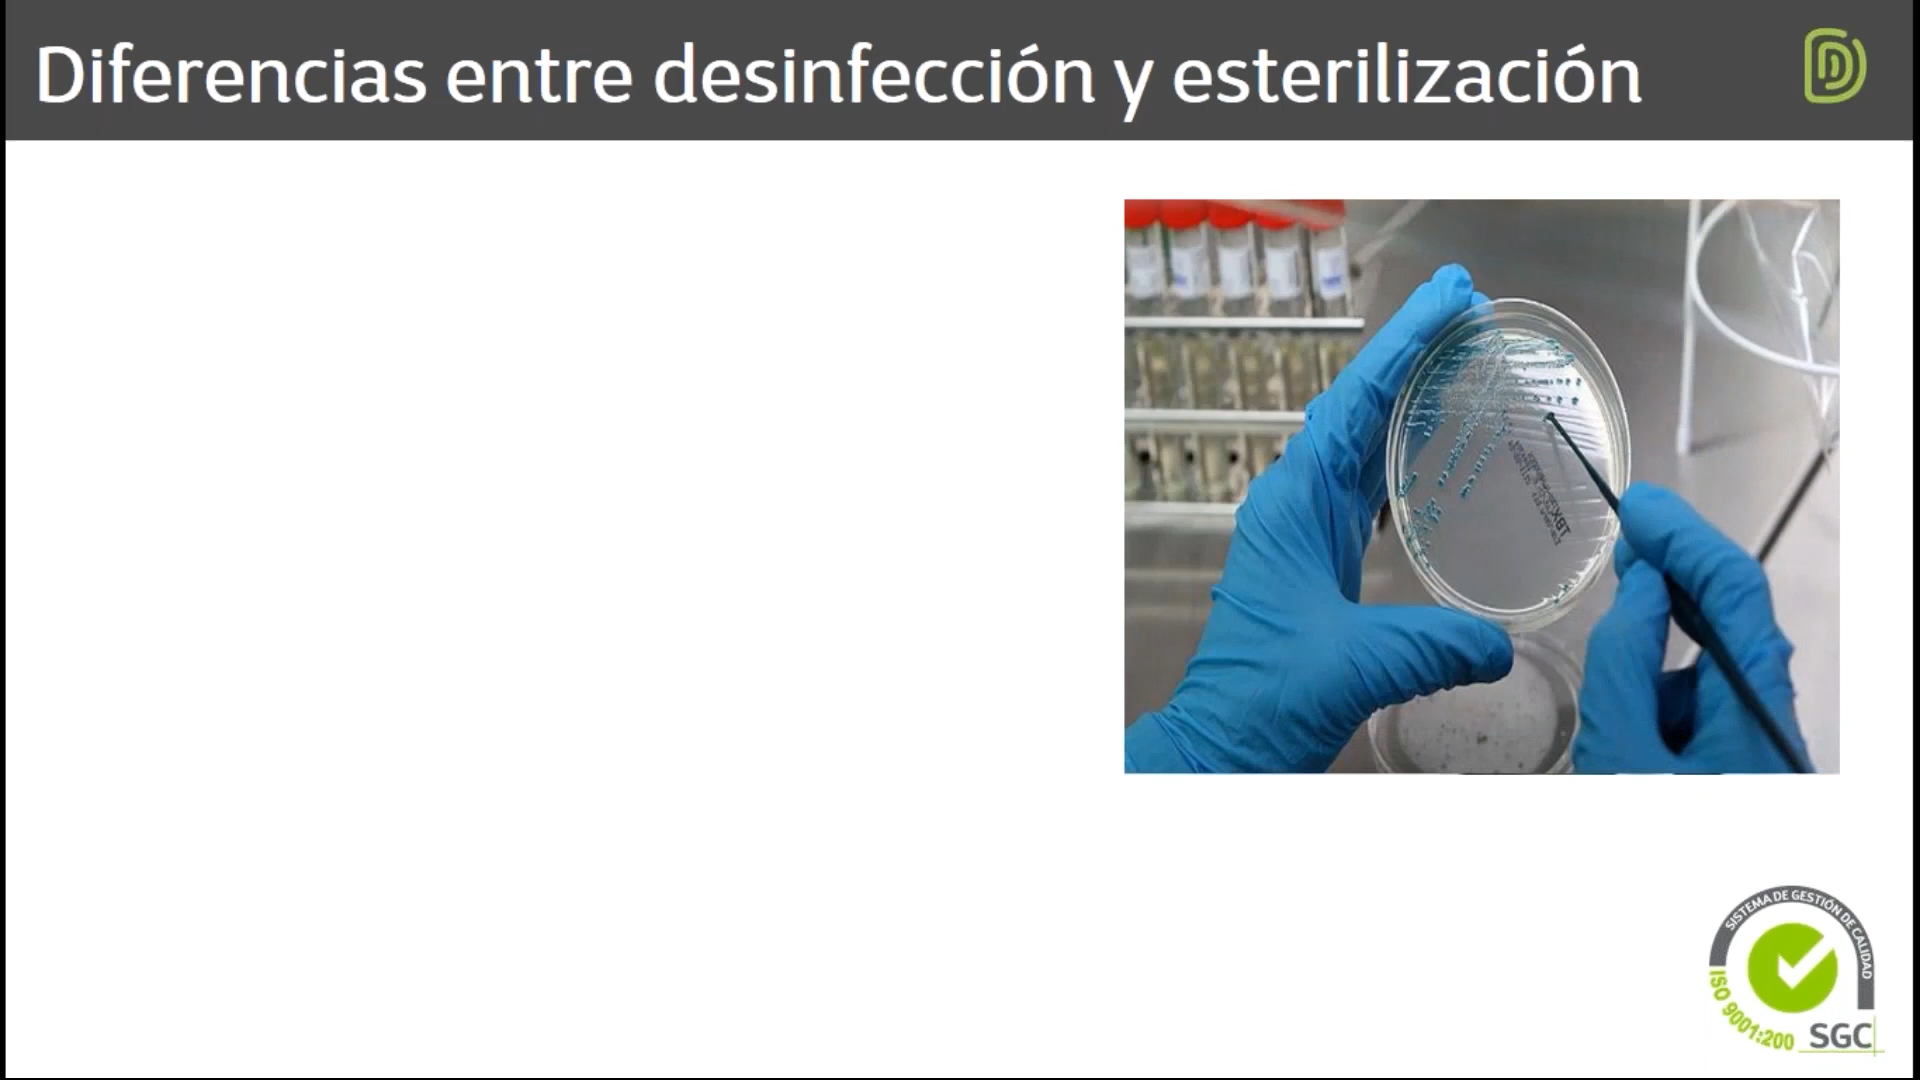 Diferencias entre desinfección y esterilización
SISTEMA DE GESTIÓN DE CALIDAD
ISO 9001:200
SGC